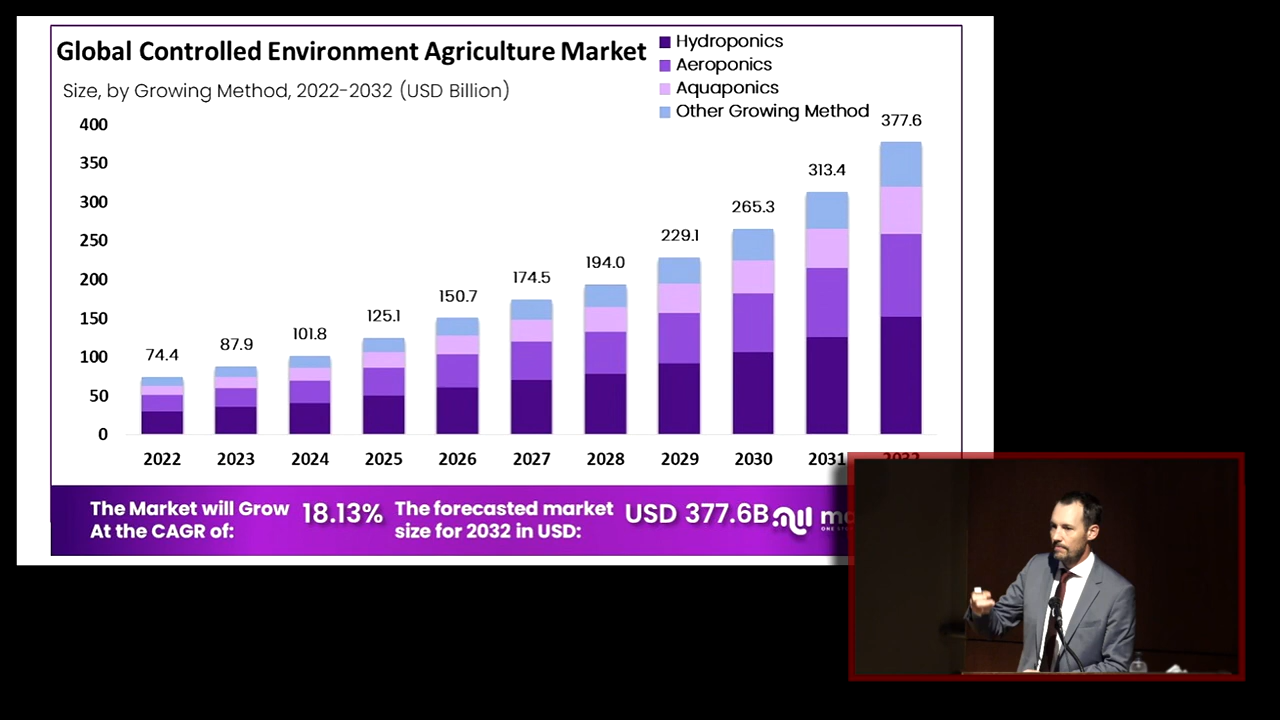 Global Controlled Environment Agriculture Market
Size, by Growing Method, 2022-2032 (USD Billion)
Hydroponics
Aeroponics
Aquaponics
Other Growing Method
400
350
300
250
200
150
100
50
0
74.4
87.9
101.8
125.1
150.7
174.5
194.0
229.1
265.3
313.4
377.6
2022 2023 2024 2025 2026 2027 2028 2029 2030 2031 2032
The Market will Grow
At the CAGR of:
18.13%
The forecasted market
size for 2032 in USD:
USD 377.6B